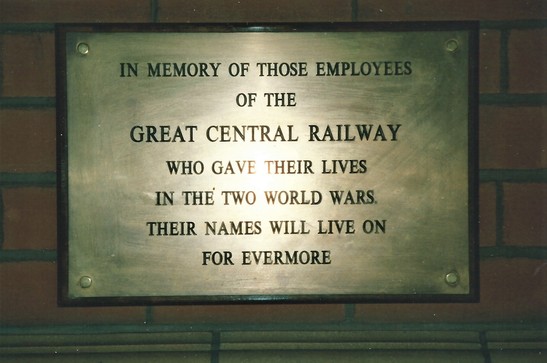 IN MEMORY OF THOSE EMPLOYEES
OF THE
GREAT CENTRAL RAILWAY
WHO GAVE THEIR LIVES
IN THE TWO WORLD WARS.
THEIR NAMES WILL LIVE ON
FOR EVERMORE